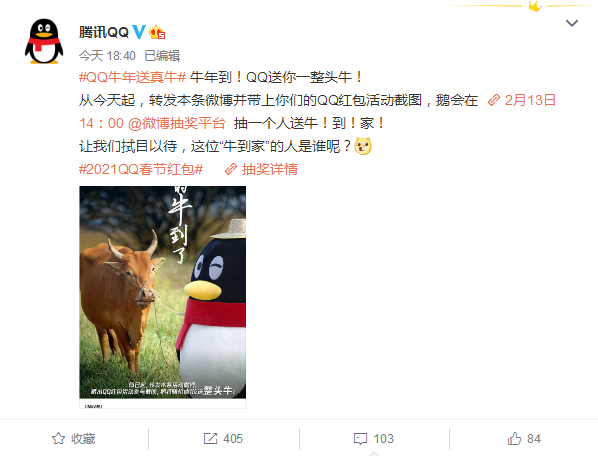 腾讯QQ
今天 18:40 已编辑
#QQ牛年送真牛# 牛年到！QQ送你一整头牛！
从今天起，转发本条微博并带上你们的QQ红包活动截图，鹅会在 2月13日
14：00 @微博抽奖平台 抽一个人送牛！到！家！
让我们拭目以待，这位“牛到家”的人是谁呢？
#2021QQ春节红包# 抽奖详情
牛到了
整头牛
收藏
405
103
84